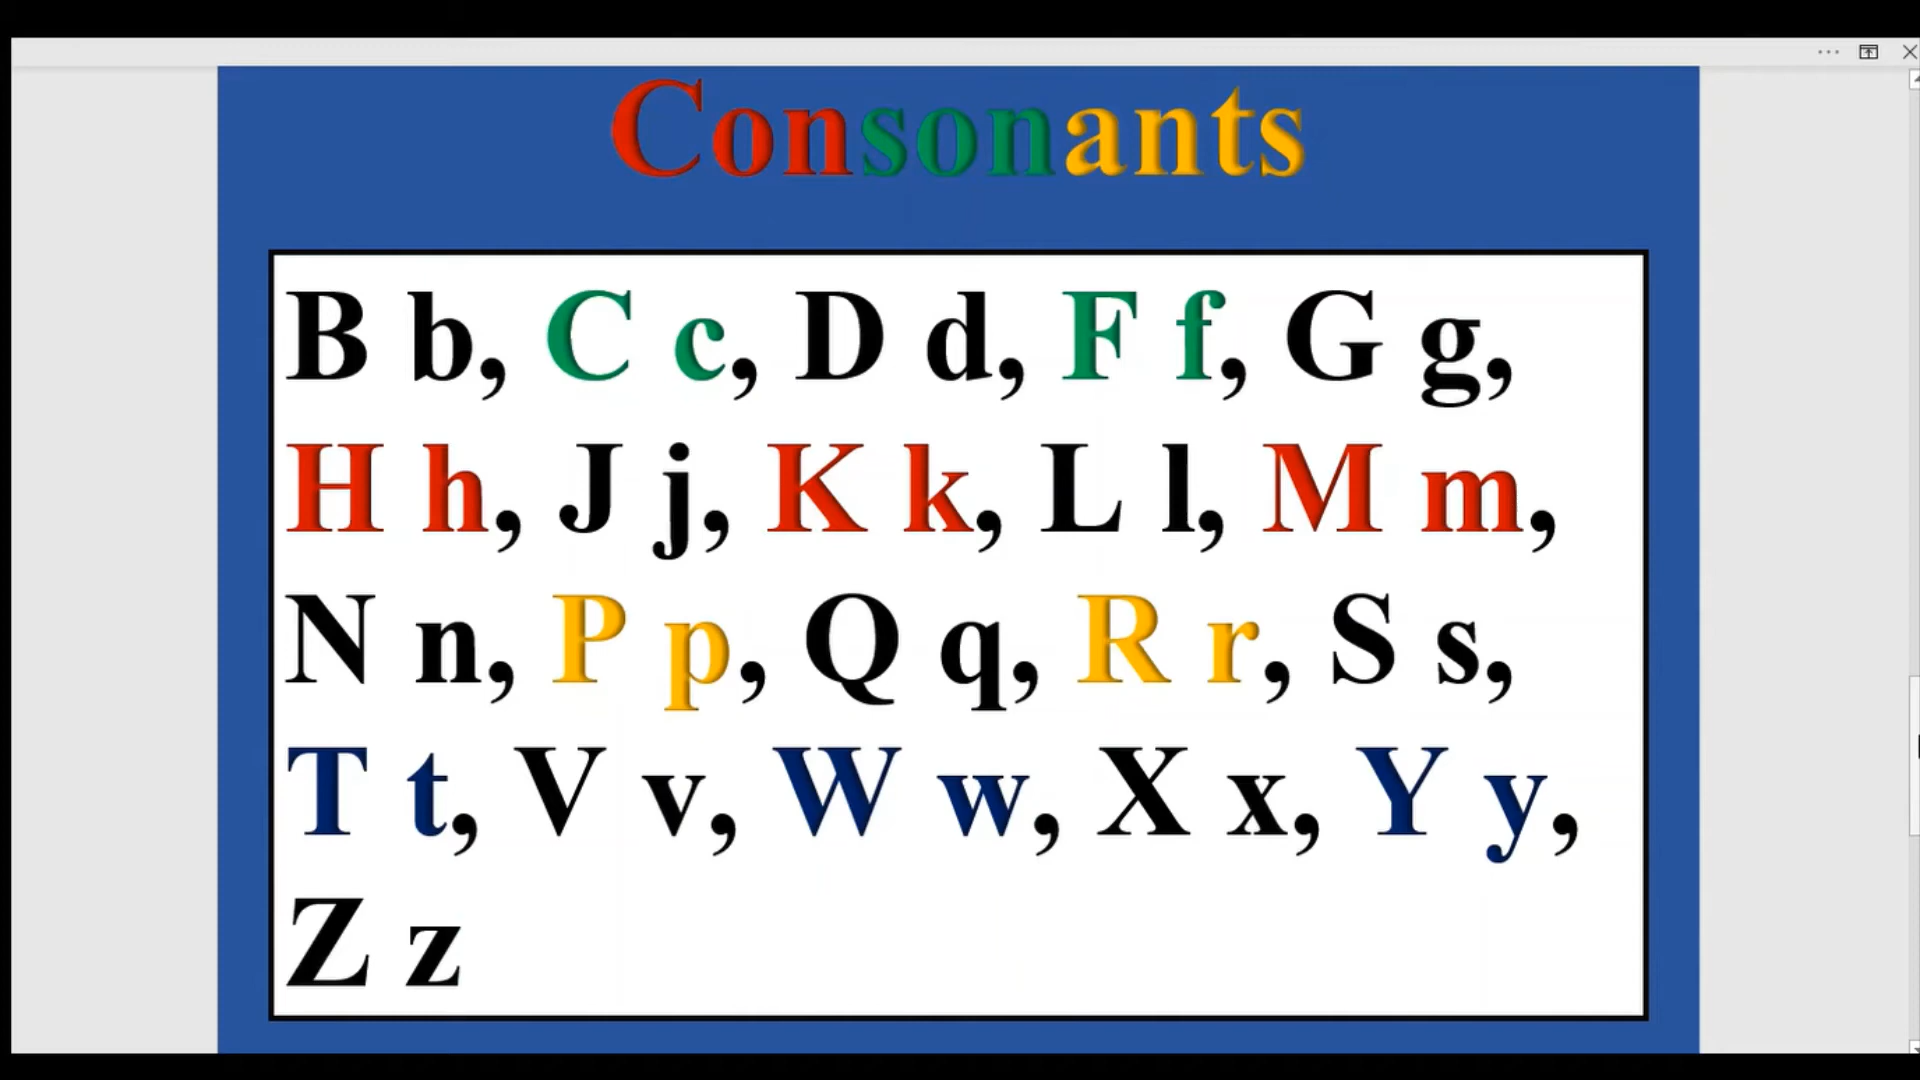 Consonants
B b, C c, D d, F f, G g,
H h, J j, K k, L l, M m,
N n, P p, Q q, R r, S s,
T t, V v, W w, X x, Y y,
Z z